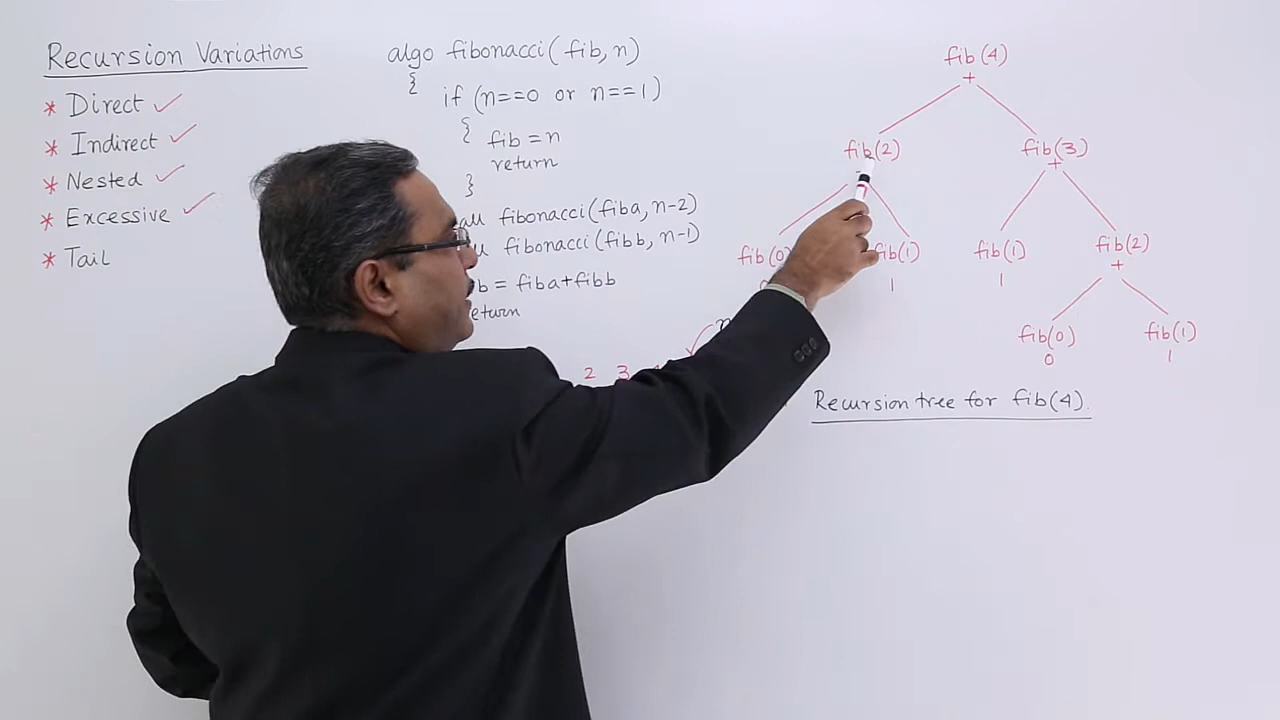 Recursion Variations
* Direct ✓
* Indirect ✓
* Nested ✓
* Excessive ✓
* Tail
algo fibonacci(fib, n)
{
if (n==0 or n==1)
{
fib = n
return
}
fibonacci(fiba, n-2)
fibonacci(fibb, n-1)
= fiba+fibb
2 3
fib(4)
+
fib(2) fib(3)
+
fib(0) fib(1) fib(1) fib(2)
1 1 +
fib(0) fib(1)
0 1
Recursion tree for fib(4).